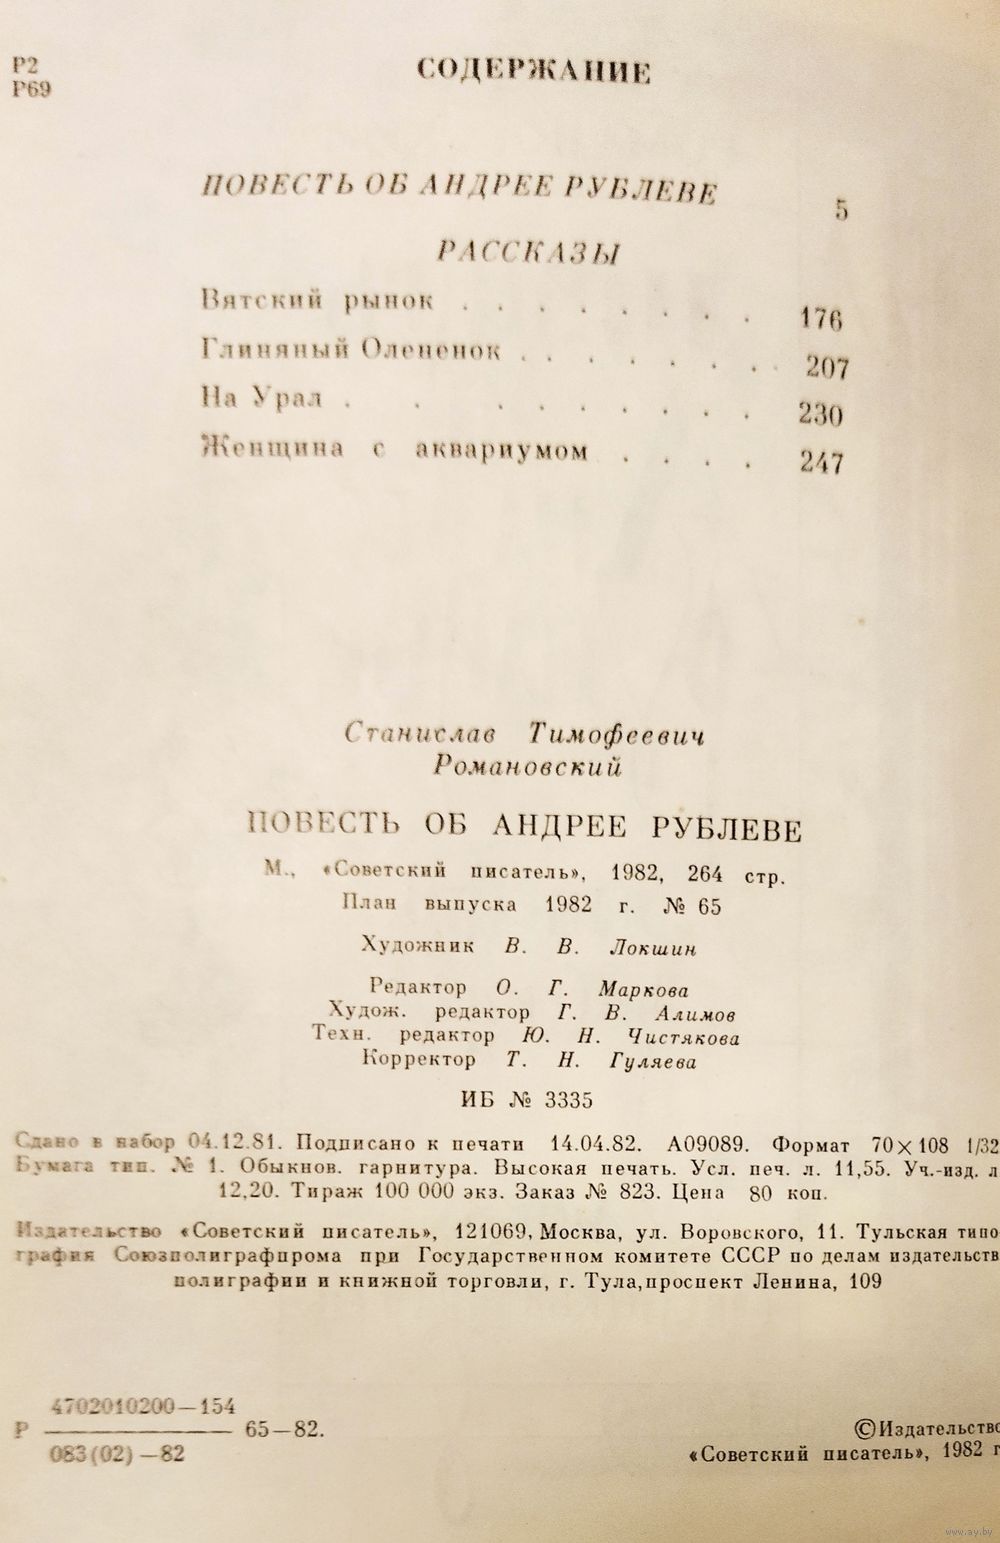 Р2
Р69
СОДЕРЖАНИЕ
ПОВЕСТЬ ОБ АНДРЕЕ РУБЛЕВЕ 5
РАССКАЗЫ
Вятский рынок . . . . . . . . 176
Глиняный Олененок . . . . . . . 207
На Урал . . . . . . . . . 230
Женщина с аквариумом . . . . 247
Станислав Тимофеевич
Романовский
ПОВЕСТЬ ОБ АНДРЕЕ РУБЛЕВЕ
М., «Советский писатель», 1982, 264 стр.
План выпуска 1982 г. № 65
Художник В. В. Локшин
Редактор О. Г. Маркова
Худож. редактор Г. В. Алимов
Техн. редактор Ю. Н. Чистякова
Корректор Т. Н. Гуляева
ИБ № 3335
Сдано в набор 04.12.81. Подписано к печати 14.04.82. А09089. Формат 70×108 1/32
Бумага тип. № 1. Обыкнов. гарнитура. Высокая печать. Усл. печ. л. 11,55. Уч.-изд. л
12,20. Тираж 100 000 экз. Заказ № 823. Цена 80 коп.
Издательство «Советский писатель», 121069, Москва, ул. Воровского, 11. Тульская типо-
графия Союзполиграфпрома при Государственном комитете СССР по делам издательств
полиграфии и книжной торговли, г. Тула,проспект Ленина, 109
4702010200—154
Р 65—82.
083(02)—82
©Издательство
«Советский писатель», 1982 г
www.ay.by